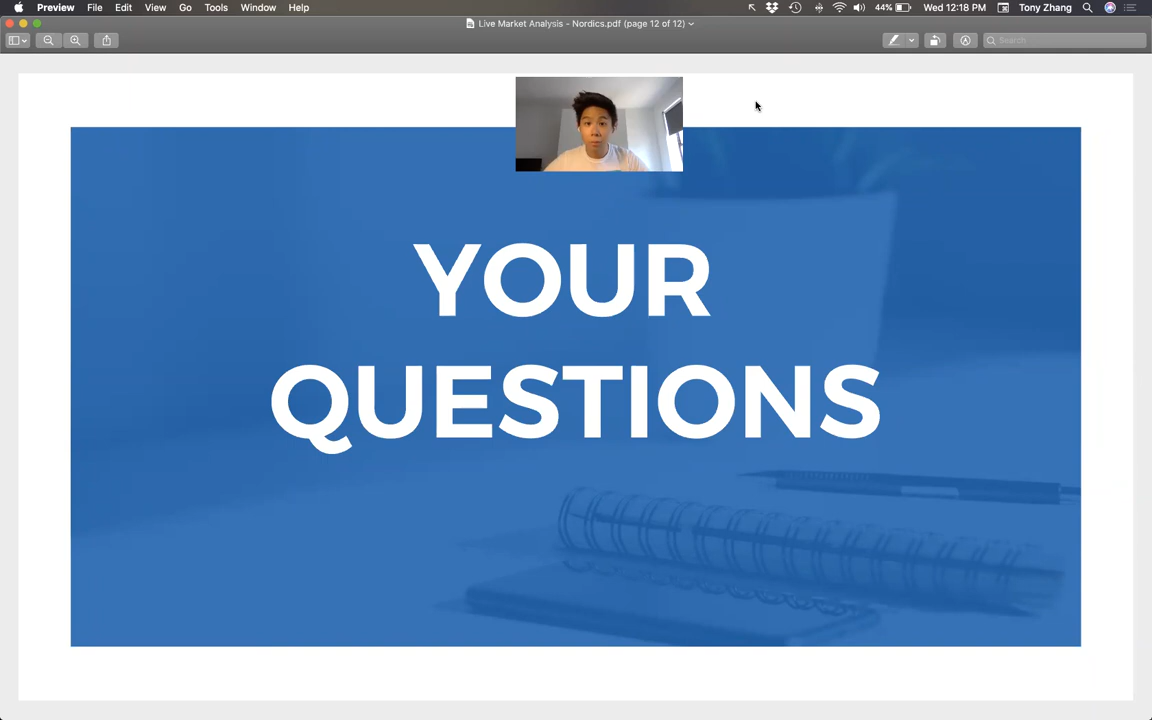 Preview File Edit View Go Tools Window Help 44% Wed 12:18 PM Tony Zhang
Live Market Analysis - Nordics.pdf (page 12 of 12)
Search
YOUR
QUESTIONS